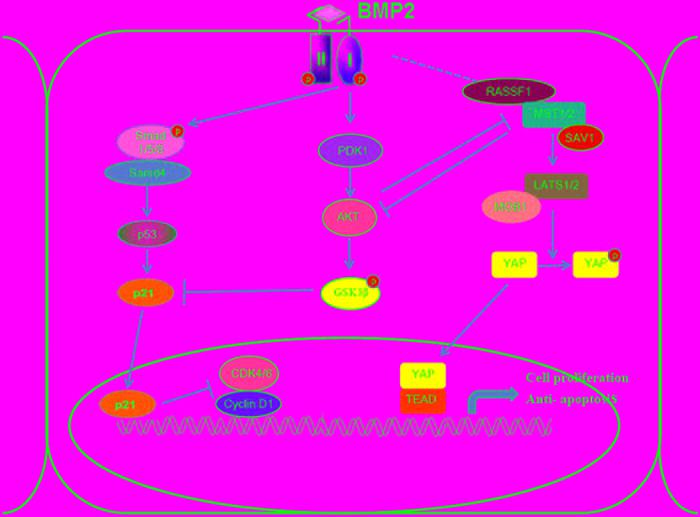 BMP2
II
I
P
P
RASSF1
MST1/2
SAV1
P
Smad
1/5/8
Samd4
PDK1
LATS1/2
MOB1
AKT
p53
YAP
YAP
P
p21
GSK3β
P
CDK4/6
Cyclin D1
p21
YAP
TEAD
Cell proliferation
Anti- apoptosis